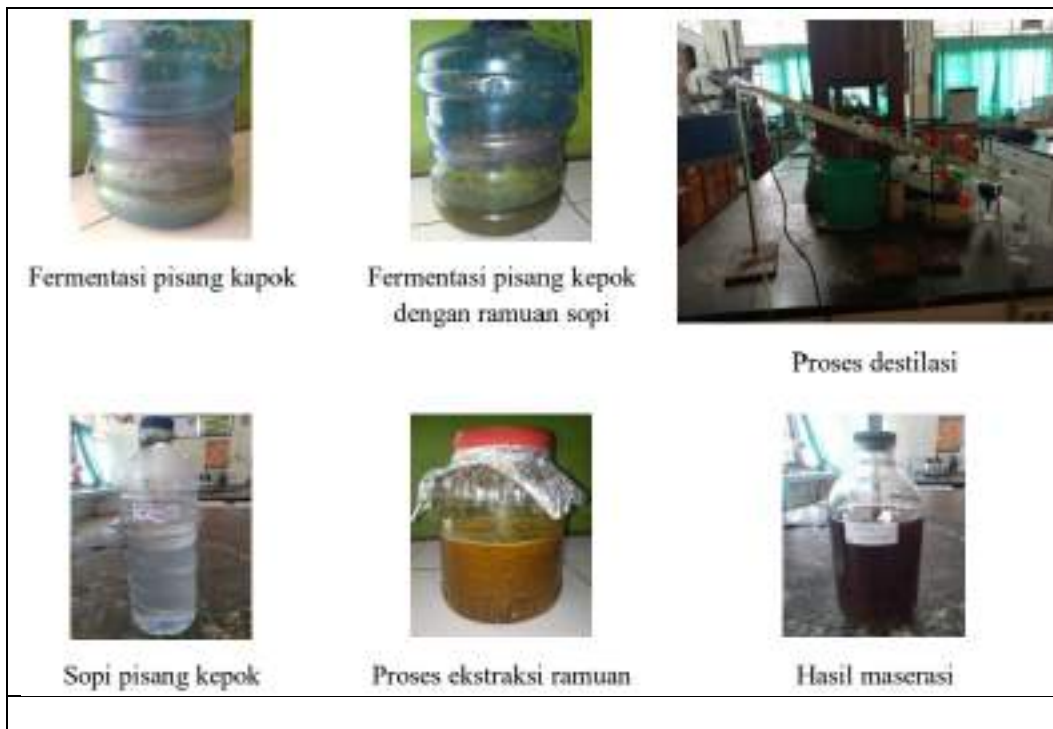 Fermentasi pisang kapok
Fermentasi pisang kepok
dengan ramuan sopi
Proses destilasi
Sopi pisang kepok
Proses ekstraksi ramuan
Hasil maserasi